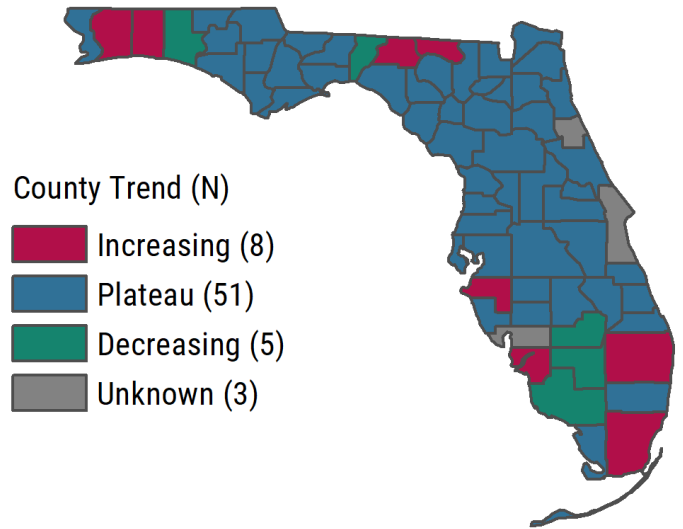 County Trend (N)
Increasing (8)
Plateau (51)
Decreasing (5)
Unknown (3)